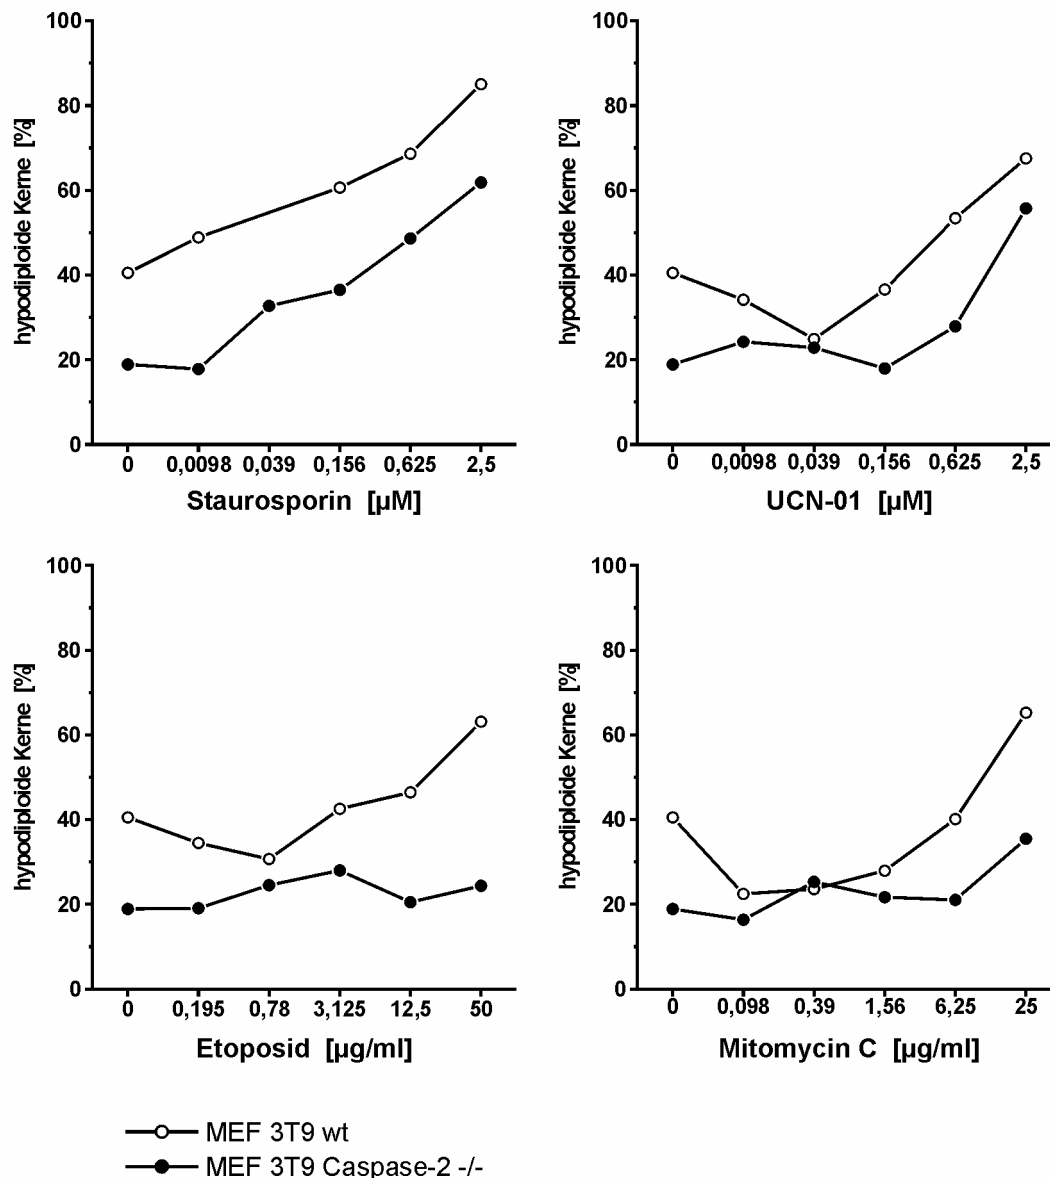 100
80
60
40
20
0
hypodiploide Kerne [%]
0 0,0098 0,039 0,156 0,625 2,5
Staurosporin [µM]
100
80
60
40
20
0
hypodiploide Kerne [%]
0 0,0098 0,039 0,156 0,625 2,5
UCN-01 [µM]
100
80
60
40
20
0
hypodiploide Kerne [%]
0 0,195 0,78 3,125 12,5 50
Etoposid [µg/ml]
100
80
60
40
20
0
hypodiploide Kerne [%]
0 0,098 0,39 1,56 6,25 25
Mitomycin C [µg/ml]
MEF 3T9 wt
MEF 3T9 Caspase-2 -/-